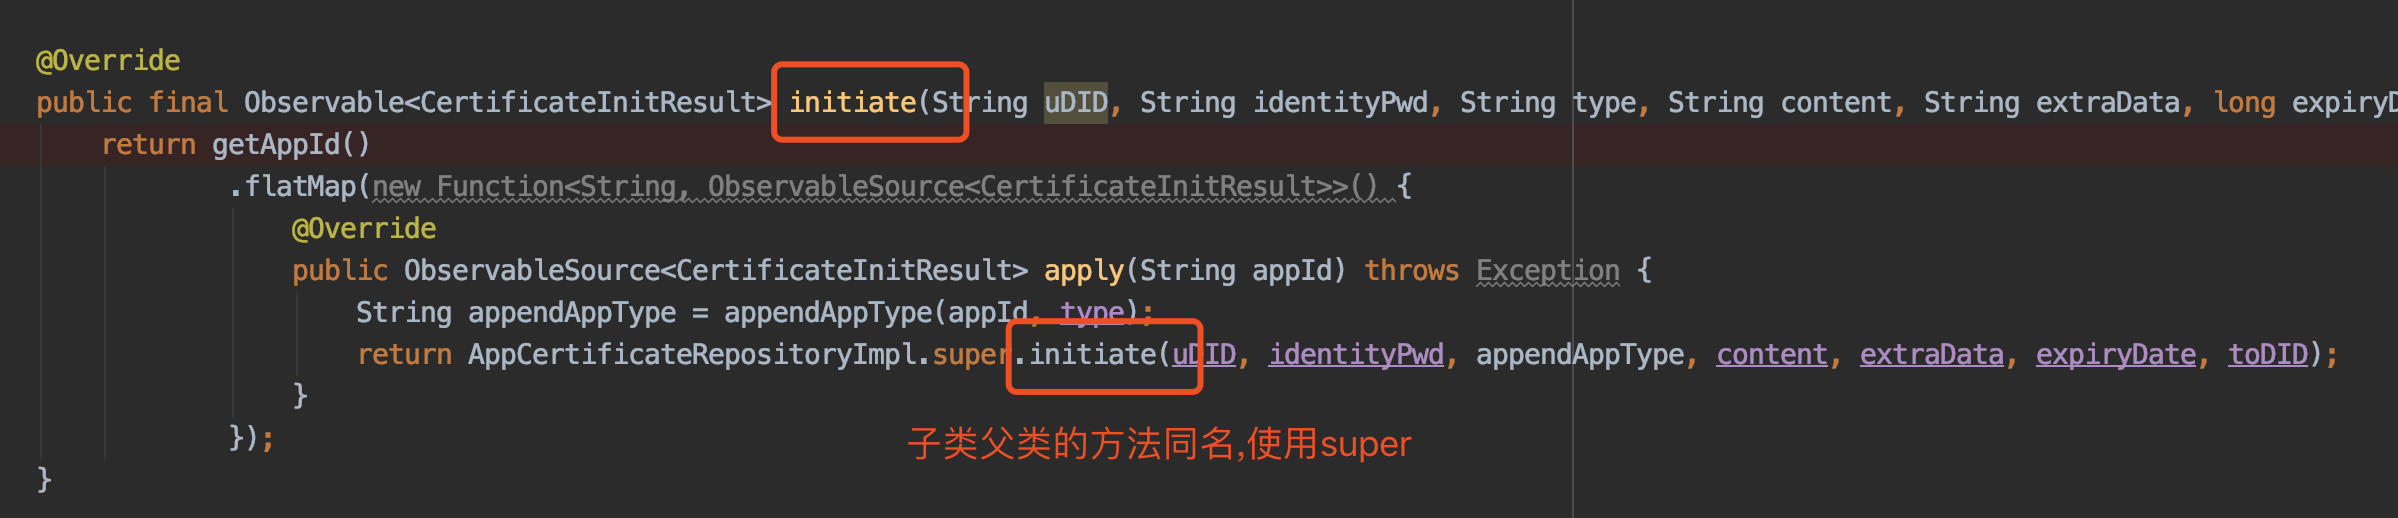 @Override
public final Observable<CertificateInitResult> initiate(String uDID, String identityPwd, String type, String content, String extraData, long expiryD
return getAppId()
.flatMap(new Function<String, ObservableSource<CertificateInitResult>>() {
@Override
public ObservableSource<CertificateInitResult> apply(String appId) throws Exception {
String appendAppType = appendAppType(appId, type);
return AppCertificateRepositoryImpl.super.initiate(uDID, identityPwd, appendAppType, content, extraData, expiryDate, toDID);
}
});
子类父类的方法同名,使用super
}